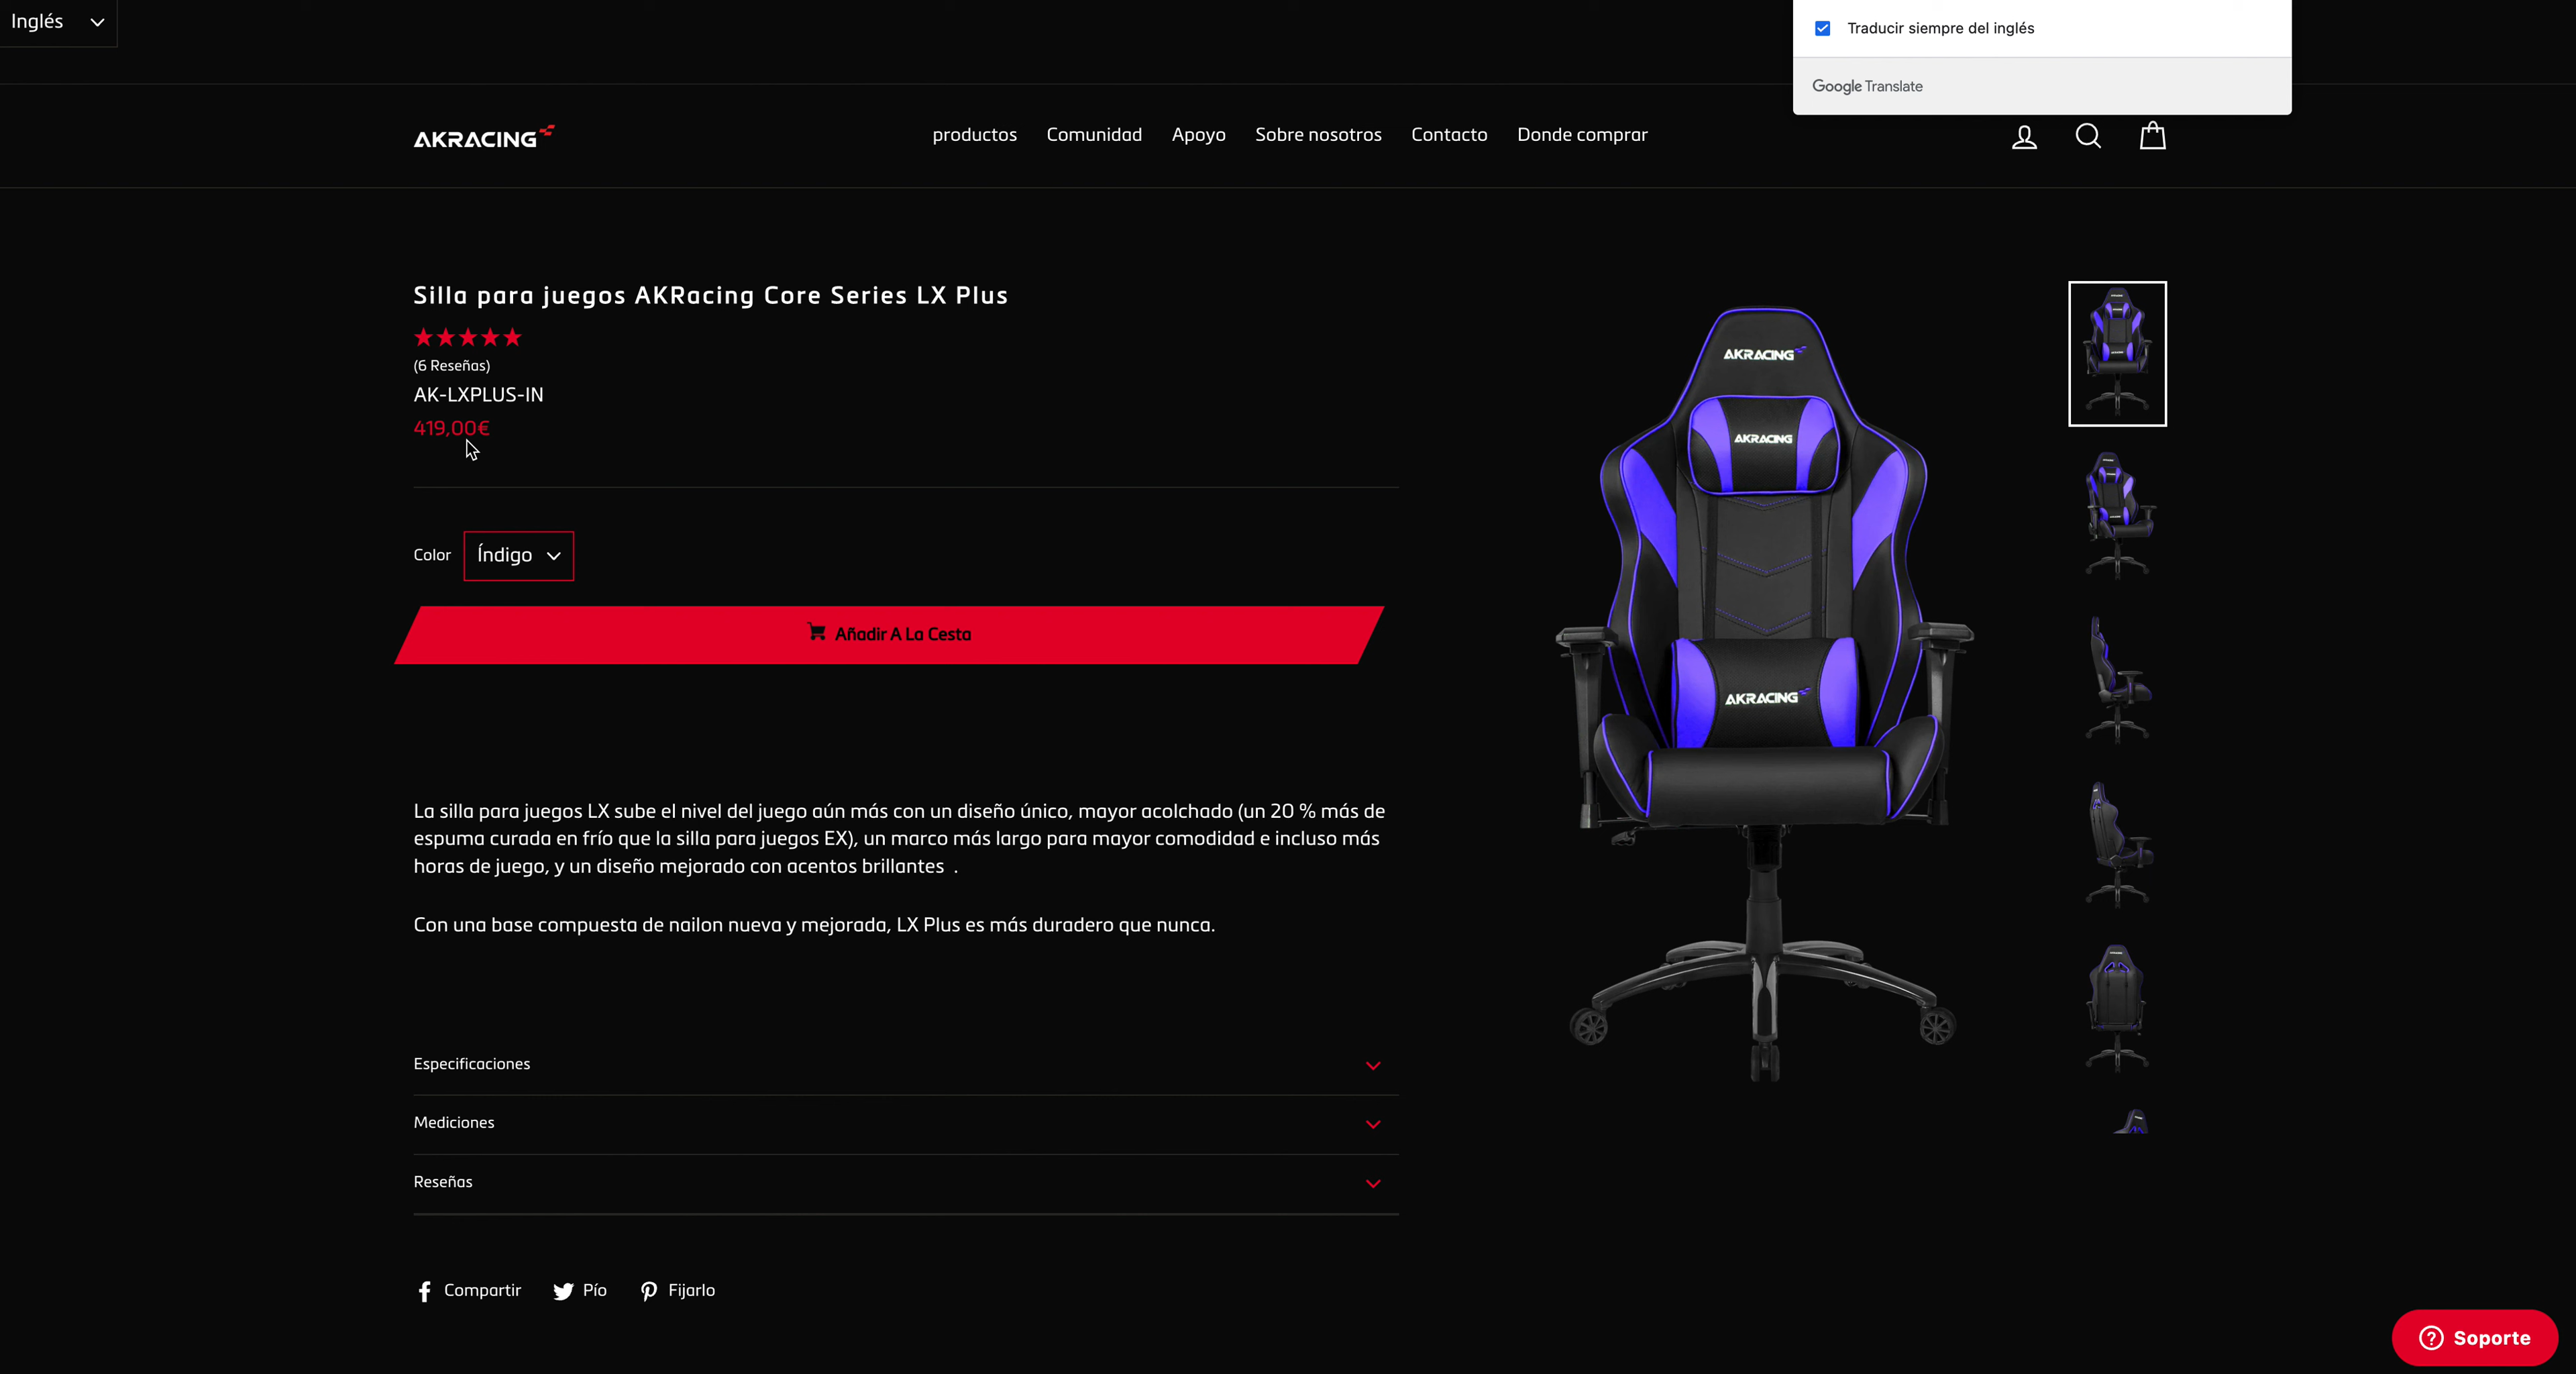 Inglés
Traducir siempre del inglés
Google Translate
AKRACING
productos Comunidad Apoyo Sobre nosotros Contacto Donde comprar
Silla para juegos AKRacing Core Series LX Plus
(6 Reseñas)
AK-LXPLUS-IN
419,00€
Color Índigo
Añadir A La Cesta
La silla para juegos LX sube el nivel del juego aún más con un diseño único, mayor acolchado (un 20 % más de
espuma curada en frío que la silla para juegos EX), un marco más largo para mayor comodidad e incluso más
horas de juego, y un diseño mejorado con acentos brillantes .
Con una base compuesta de nailon nueva y mejorada, LX Plus es más duradero que nunca.
Especificaciones
Mediciones
Reseñas
Compartir Pío Fijarlo
AKRACING
AKRACING
AKRACING
Soporte